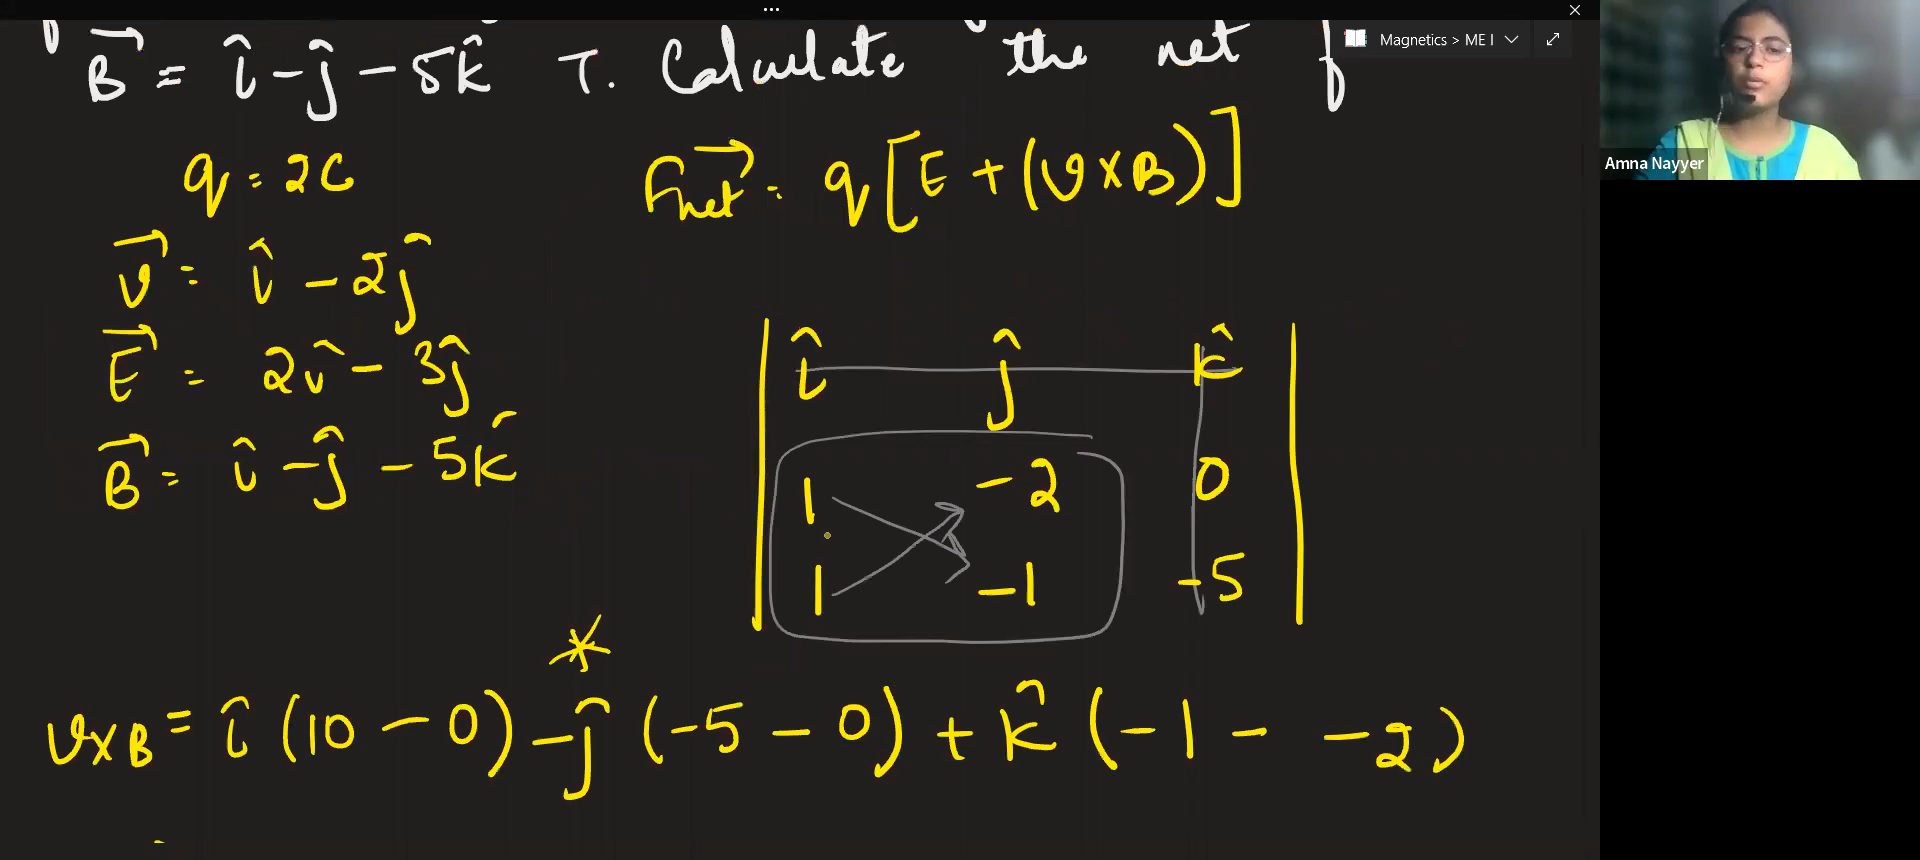 Magnetics > ME I
B⃗ = î - ĵ - 5k̂ T. Calculate the net f
Amna Nayyer
q = 2C
F⃗net = q[E + (v×B)]
v⃗ = î - 2ĵ
E⃗ = 2î - 3ĵ
B⃗ = î - ĵ - 5k̂
î ĵ k̂
1 -2 0
1 -1 -5
*
v×B = î (10 - 0) - ĵ (-5 - 0) + k̂ (-1 - -2)